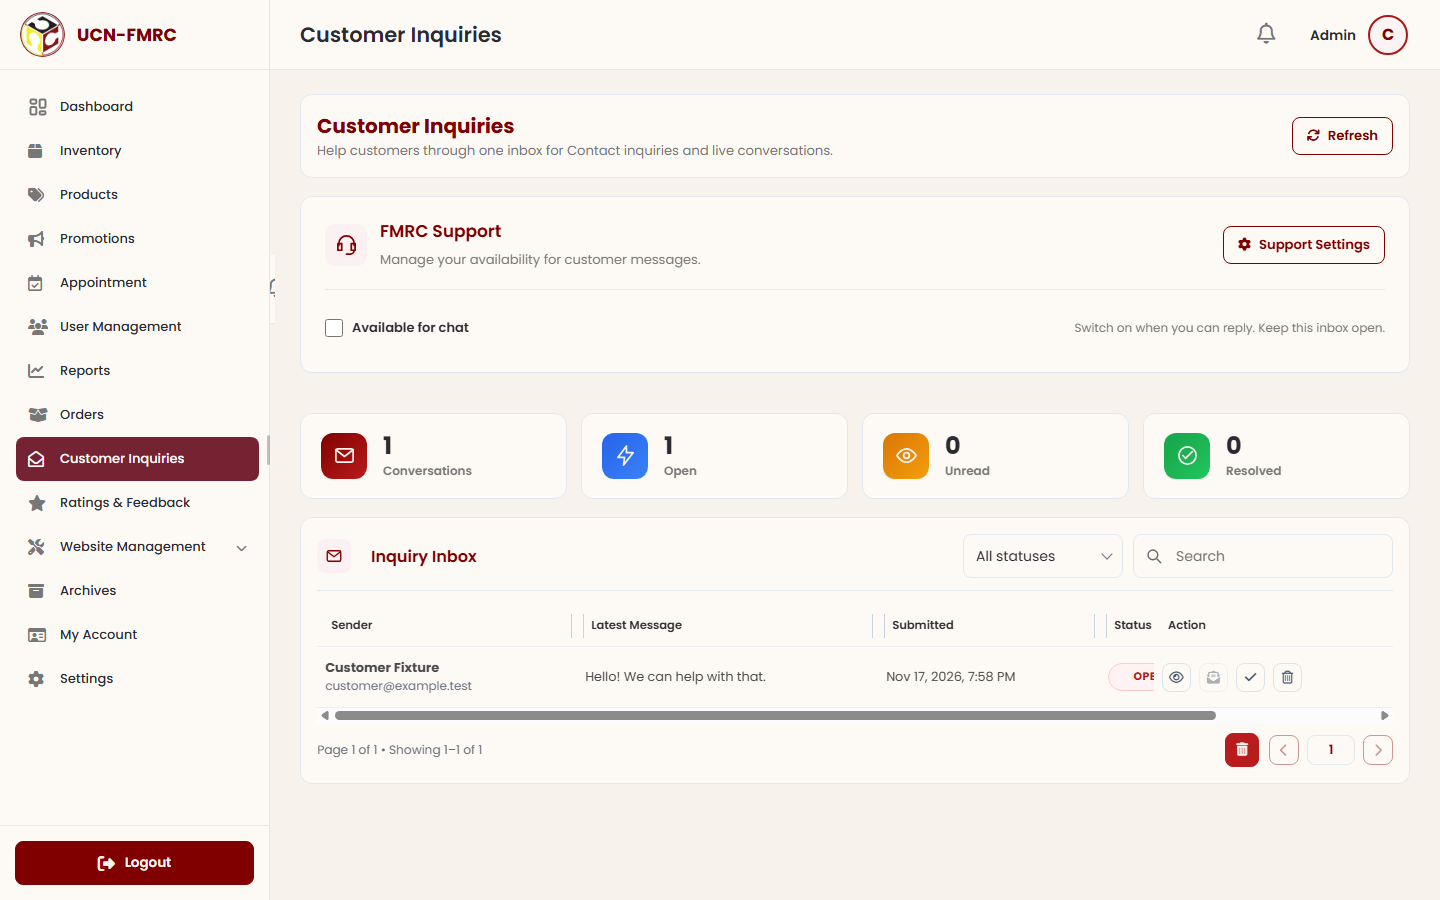 UCN-FMRC
Customer Inquiries
Admin
C
Dashboard
Inventory
Products
Promotions
Appointment
User Management
Reports
Orders
Customer Inquiries
Ratings & Feedback
Website Management
Archives
My Account
Settings
Logout
Customer Inquiries
Help customers through one inbox for Contact inquiries and live conversations.
Refresh
FMRC Support
Manage your availability for customer messages.
Support Settings
Available for chat
Switch on when you can reply. Keep this inbox open.
1
Conversations
1
Open
0
Unread
0
Resolved
Inquiry Inbox
All statuses
Search
Sender Latest Message Submitted Status Action
Customer Fixture
customer@example.test
Hello! We can help with that.
Nov 17, 2026, 7:58 PM
OPE
Page 1 of 1 • Showing 1–1 of 1
1